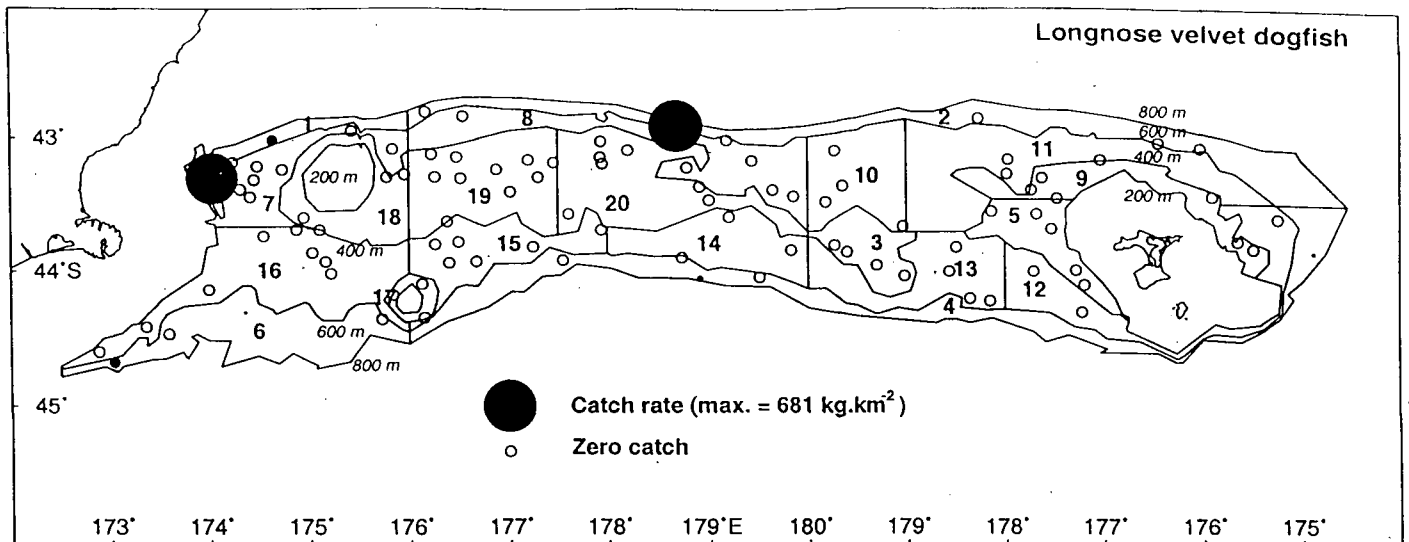 Longnose velvet dogfish
800 m
43°
1
8
2
600 m
11
400 m
200 m
10
9
7
19
200 m
18
20
5
400 m
15
14
3
44°S
16
13
17
12
4
6
600 m
800 m
45°
Catch rate (max. = 681 kg.km-2)
Zero catch
173° 174° 175° 176° 177° 178° 179°E 180° 179° 178° 177° 176° 175°